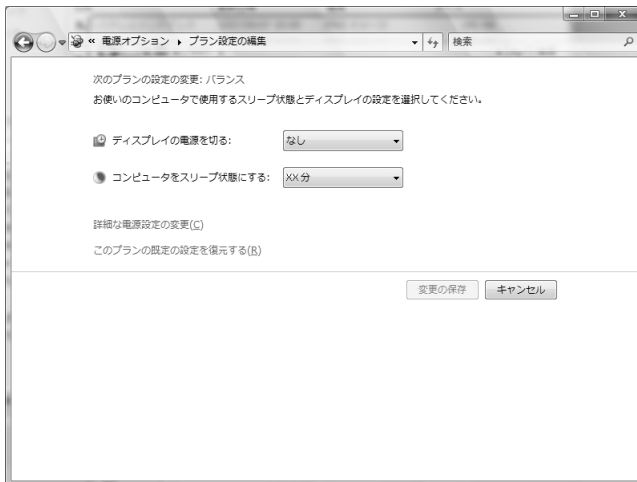 « 電源オプション ▸ プラン設定の編集
検索
次のプランの設定の変更: バランス
お使いのコンピュータで使用するスリープ状態とディスプレイの設定を選択してください。
ディスプレイの電源を切る: なし
コンピュータをスリープ状態にする: XX 分
詳細な電源設定の変更(C)
このプランの既定の設定を復元する(R)
変更の保存 キャンセル